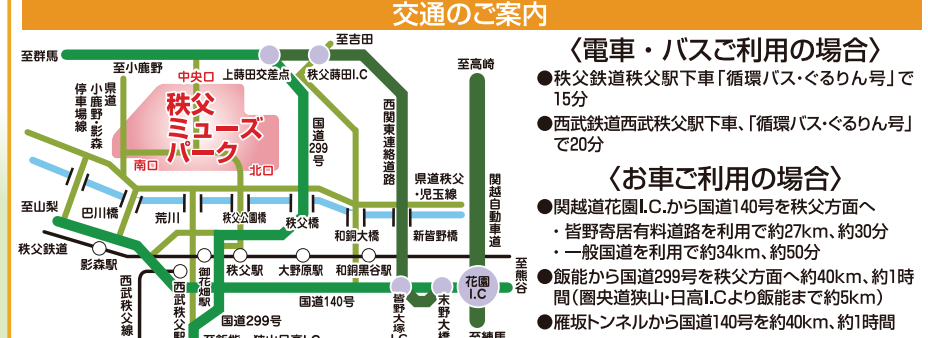 交通のご案内
至群馬
至小鹿野
中央口
上蒔田交差点
至吉田
秩父蒔田I.C
至高崎
県道
小鹿野・影森
停車場線
秩父
ミューズ
パーク
南口
北口
国道299号
西関東連絡道路
県道秩父
・児玉線
関越自動車道
至山梨
巴川橋
荒川
秩父公園橋
秩父橋
和銅大橋
新皆野橋
秩父鉄道
影森駅
西武秩父線
西武秩父駅
御花畑駅
秩父駅
大野原駅
和銅黒谷駅
花園
I.C
至熊谷
国道140号
皆野大塚
末野大橋
国道299号
〈電車・バスご利用の場合〉
●秩父鉄道秩父駅下車「循環バス・ぐるりん号」で
15分
●西武鉄道西武秩父駅下車、「循環バス・ぐるりん号」
で20分
〈お車ご利用の場合〉
●関越道花園I.C.から国道140号を秩父方面へ
・皆野寄居有料道路を利用で約27km、約30分
・一般国道を利用で約34km、約50分
●飯能から国道299号を秩父方面へ約40km、約1時
間(圏央道狭山・日高I.Cより飯能まで約5km)
●雁坂トンネルから国道140号を約40km、約1時間